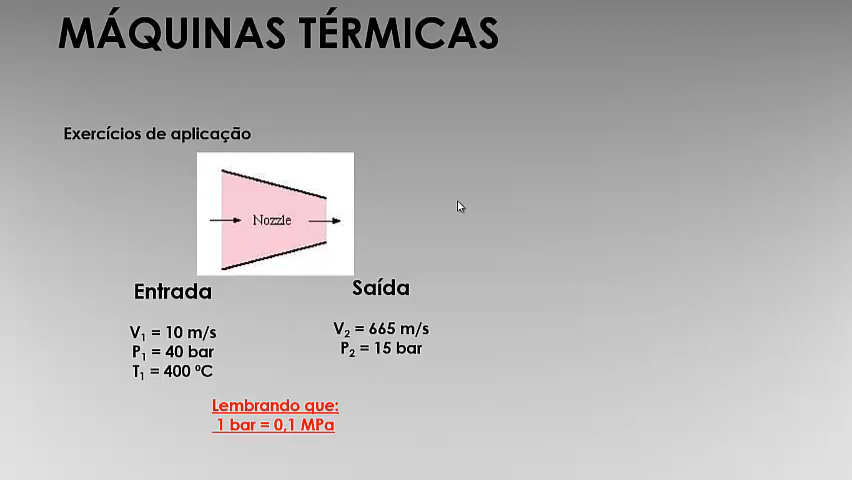 MÁQUINAS TÉRMICAS
Exercícios de aplicação
Nozzle
Entrada
V₁ = 10 m/s
P₁ = 40 bar
T₁ = 400 ºC
Saída
V₂ = 665 m/s
P₂ = 15 bar
Lembrando que:
1 bar = 0,1 MPa